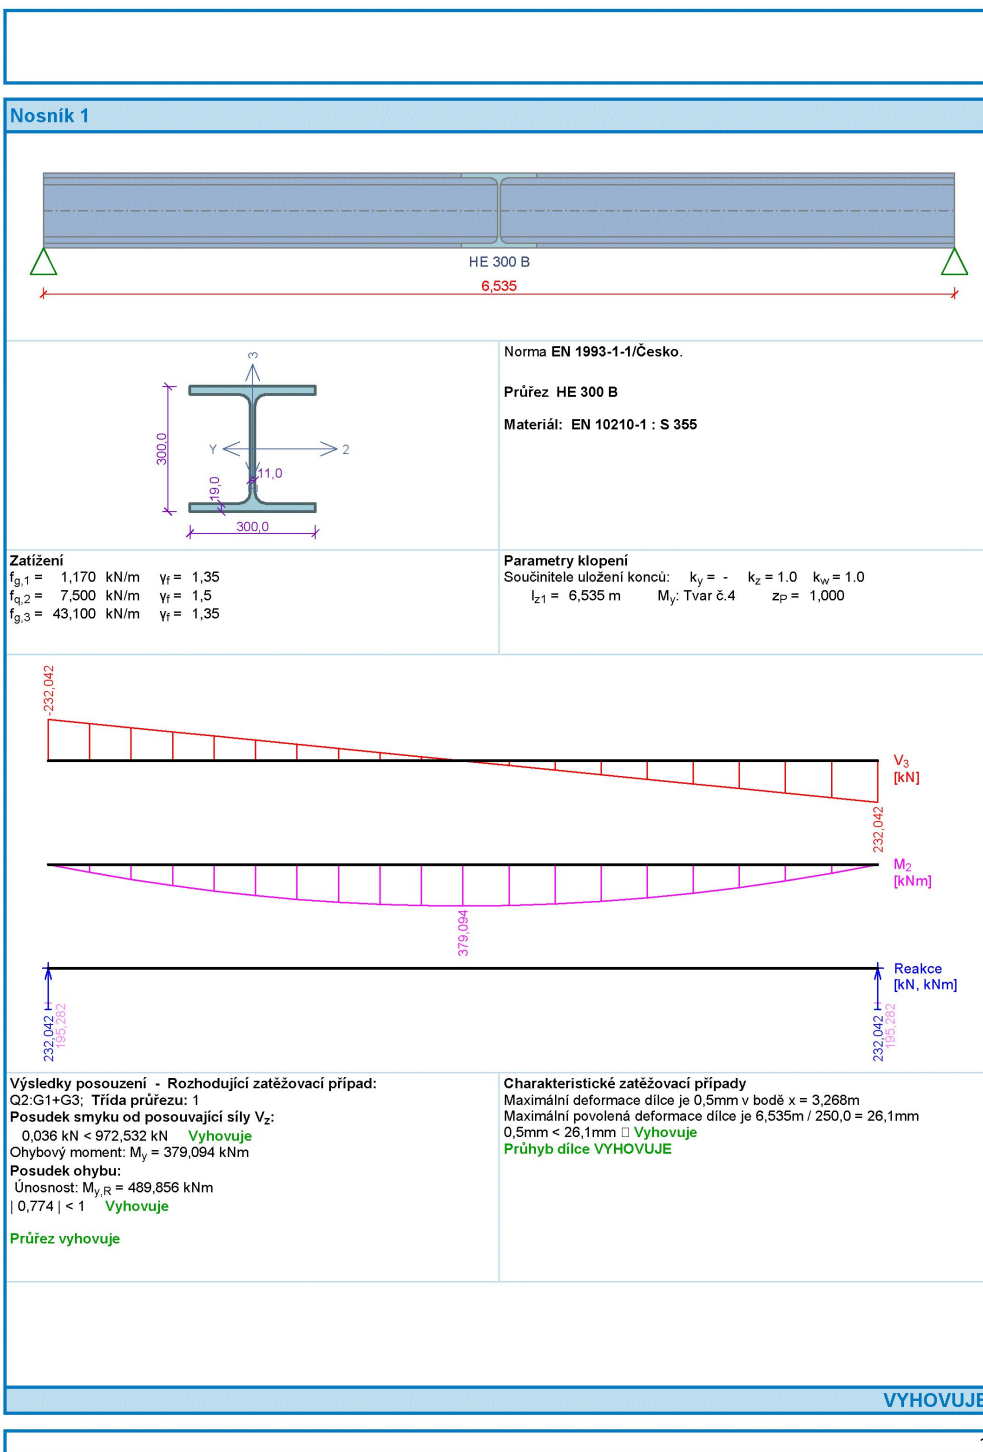 Nosník 1
HE 300 B
6,535
3
Y
2
300,0
19,0
11,0
300,0
Norma EN 1993-1-1/Česko.
Průřez HE 300 B
Materiál: EN 10210-1 : S 355
Zatížení
fg,1 = 1,170 kN/m γf = 1,35
fq,2 = 7,500 kN/m γf = 1,5
fg,3 = 43,100 kN/m γf = 1,35
Parametry klopení
Součinitele uložení konců: ky = - kz = 1.0 kw = 1.0
lz1 = 6,535 m My: Tvar č.4 zP = 1,000
-232,042
V3
[kN]
232,042
M2
[kNm]
379,094
Reakce
[kN, kNm]
232,042
195,282
232,042
195,282
Výsledky posouzení - Rozhodující zatěžovací případ:
Q2:G1+G3; Třída průřezu: 1
Posudek smyku od posouvající síly Vz:
0,036 kN < 972,532 kN Vyhovuje
Ohybový moment: My = 379,094 kNm
Posudek ohybu:
Únosnost: My,R = 489,856 kNm
| 0,774 | < 1 Vyhovuje
Průřez vyhovuje
Charakteristické zatěžovací případy
Maximální deformace dílce je 0,5mm v bodě x = 3,268m
Maximální povolená deformace dílce je 6,535m / 250,0 = 26,1mm
0,5mm < 26,1mm □ Vyhovuje
Průhyb dílce VYHOVUJE
VYHOVUJE